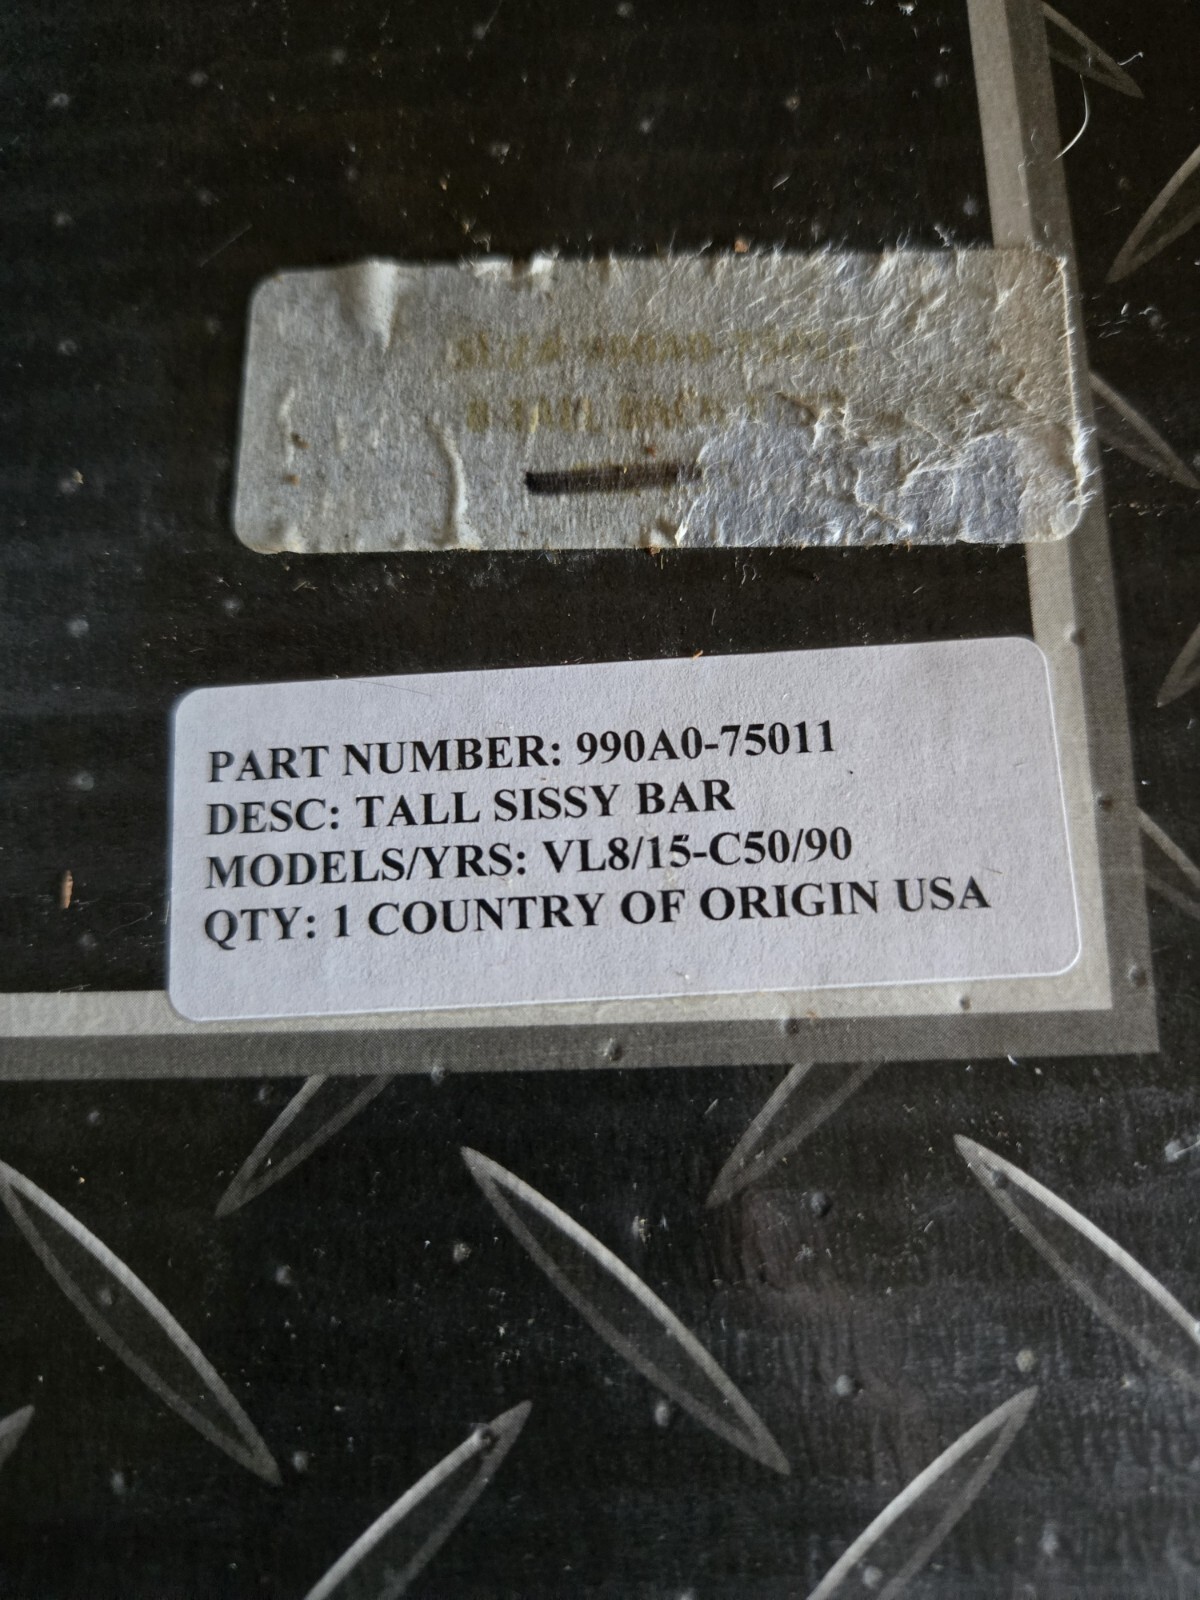 PART NUMBER: 990A0-75011
DESC: TALL SISSY BAR
MODELS/YRS: VL8/15-C50/90
QTY: 1 COUNTRY OF ORIGIN USA